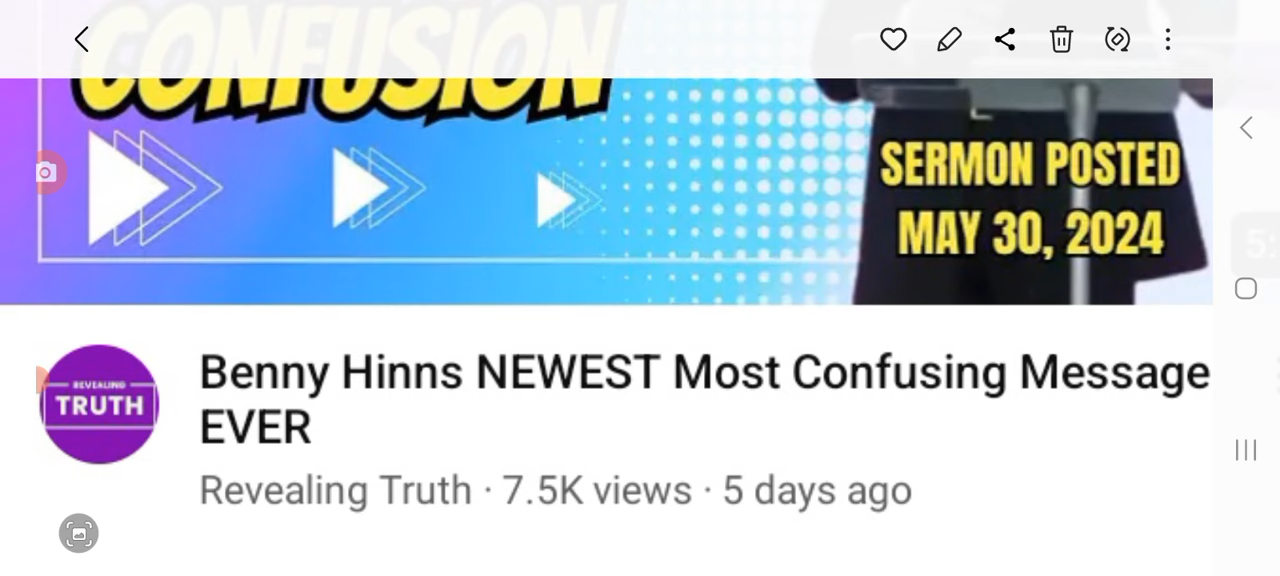 CONFUSION
SERMON POSTED
MAY 30, 2024
REVEALING
TRUTH
Benny Hinns NEWEST Most Confusing Message
EVER
Revealing Truth · 7.5K views · 5 days ago